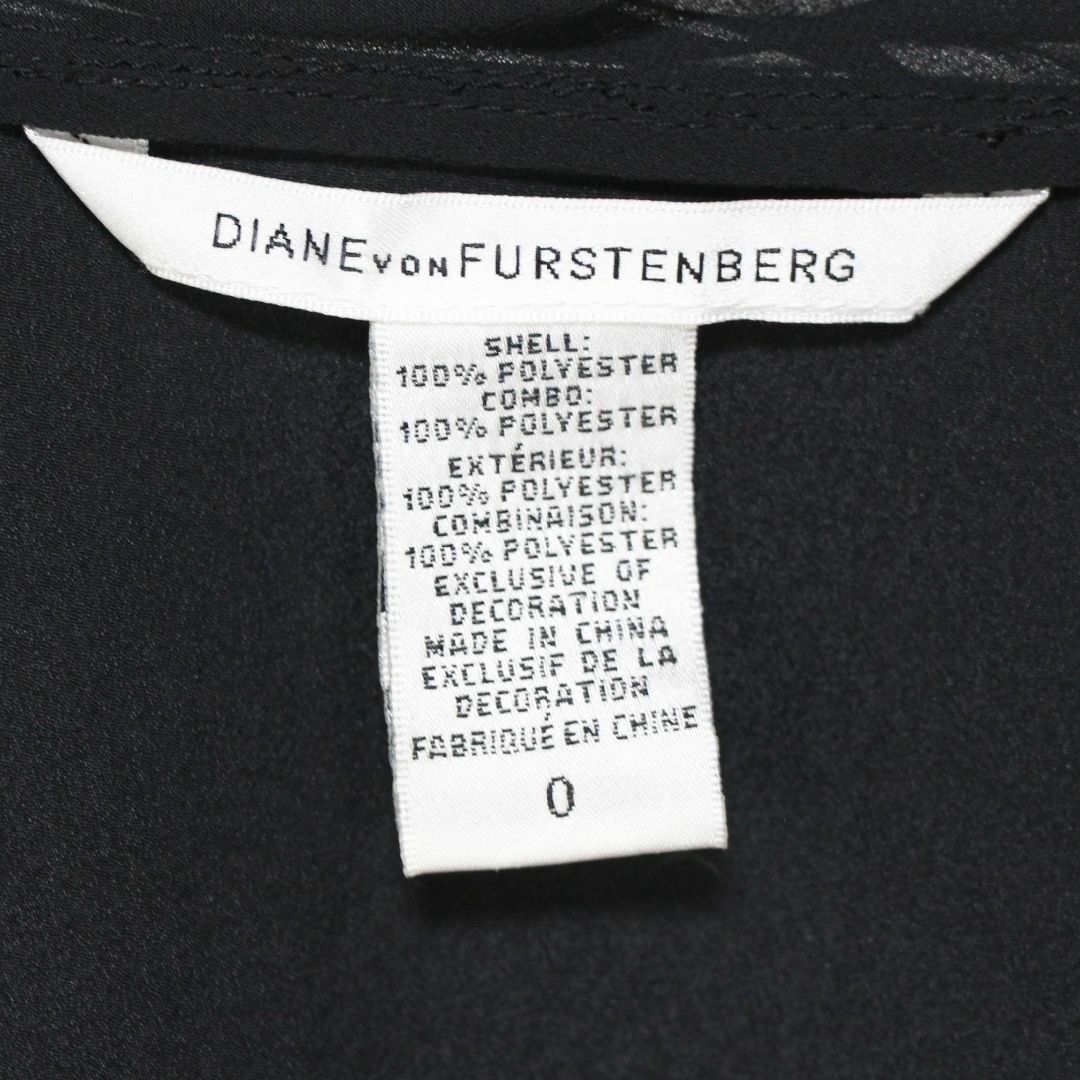 DIANE VON FURSTENBERG
SHELL:
100% POLYESTER
COMBO:
100% POLYESTER
EXTÉRIEUR:
100% POLYESTER
COMBINAISON:
100% POLYESTER
EXCLUSIVE OF
DECORATION
MADE IN CHINA
EXCLUSIF DE LA
DECORATION
FABRIQUÉ EN CHINE
0